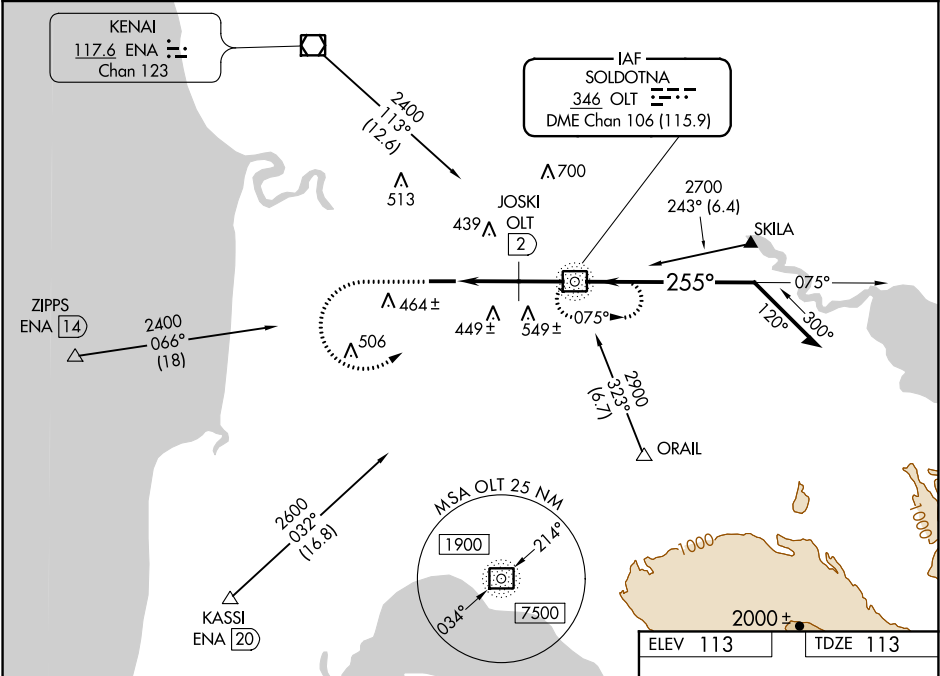 KENAI
117.6 ENA
Chan 123
IAF
SOLDOTNA
346 OLT
DME Chan 106 (115.9)
2400
113°
(12.6)
513
700
JOSKI
OLT
2
439
2700
243° (6.4)
SKILA
255°
075°
120°
300°
075°
464 ±
449 ±
549 ±
506
ZIPPS
ENA 14
2400
066°
(18)
2900
323°
(6.7)
ORAIL
2600
032°
(16.8)
KASSI
ENA 20
MSA OLT 25 NM
1900
214°
034°
7500
1000
1000
2000 ±
ELEV 113
TDZE 113